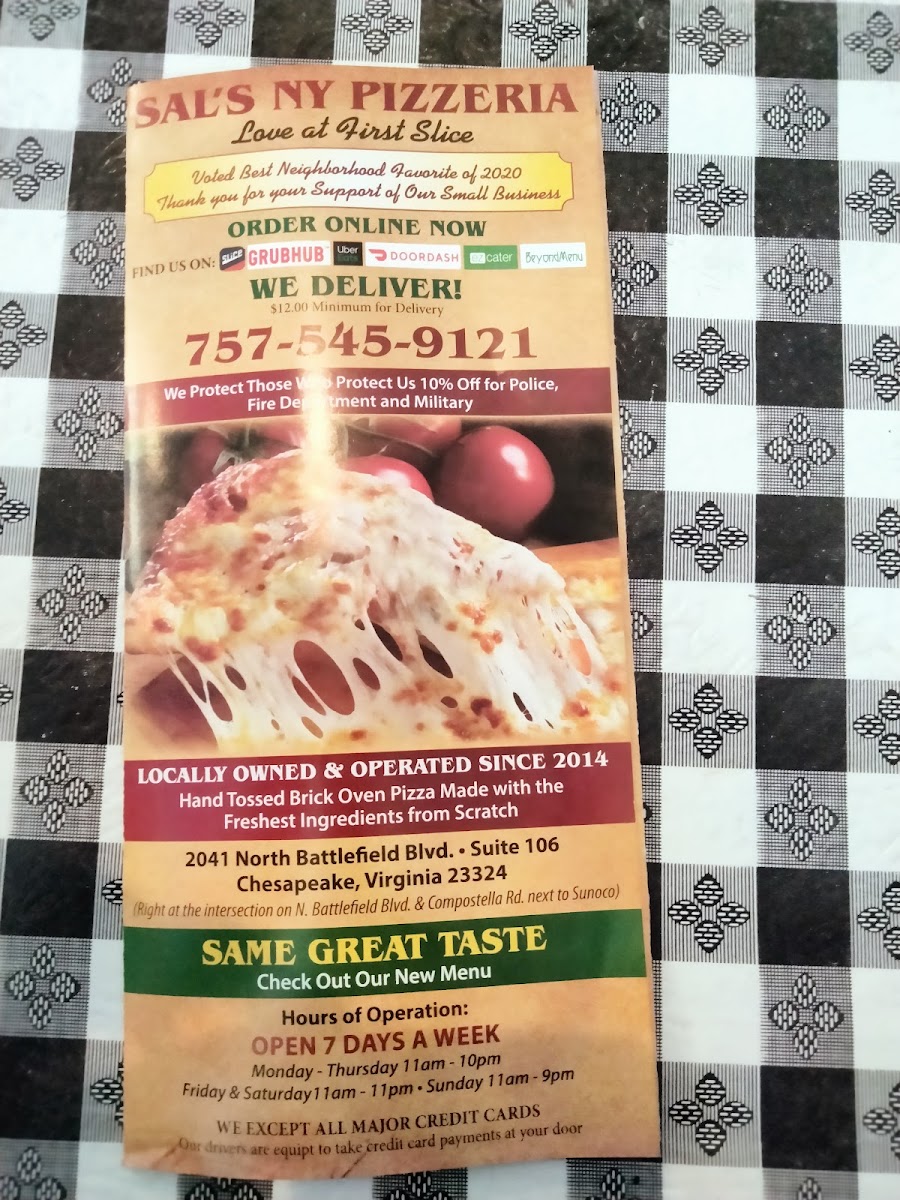 SAL'S NY PIZZERIA
Love at First Slice
Voted Best Neighborhood Favorite of 2020
Thank you for your Support of Our Small Business
ORDER ONLINE NOW
FIND US ON: SLICE GRUBHUB Uber Eats DOORDASH ezcater BeyondMenu
WE DELIVER!
$12.00 Minimum for Delivery
757-545-9121
We Protect Those Who Protect Us 10% Off for Police,
Fire Department and Military
LOCALLY OWNED & OPERATED SINCE 2014
Hand Tossed Brick Oven Pizza Made with the
Freshest Ingredients from Scratch
2041 North Battlefield Blvd. • Suite 106
Chesapeake, Virginia 23324
(Right at the intersection on N. Battlefield Blvd. & Compostella Rd. next to Sunoco)
SAME GREAT TASTE
Check Out Our New Menu
Hours of Operation:
OPEN 7 DAYS A WEEK
Monday - Thursday 11am - 10pm
Friday & Saturday 11am - 11pm • Sunday 11am - 9pm
WE EXCEPT ALL MAJOR CREDIT CARDS
Our drivers are equipt to take credit card payments at your door